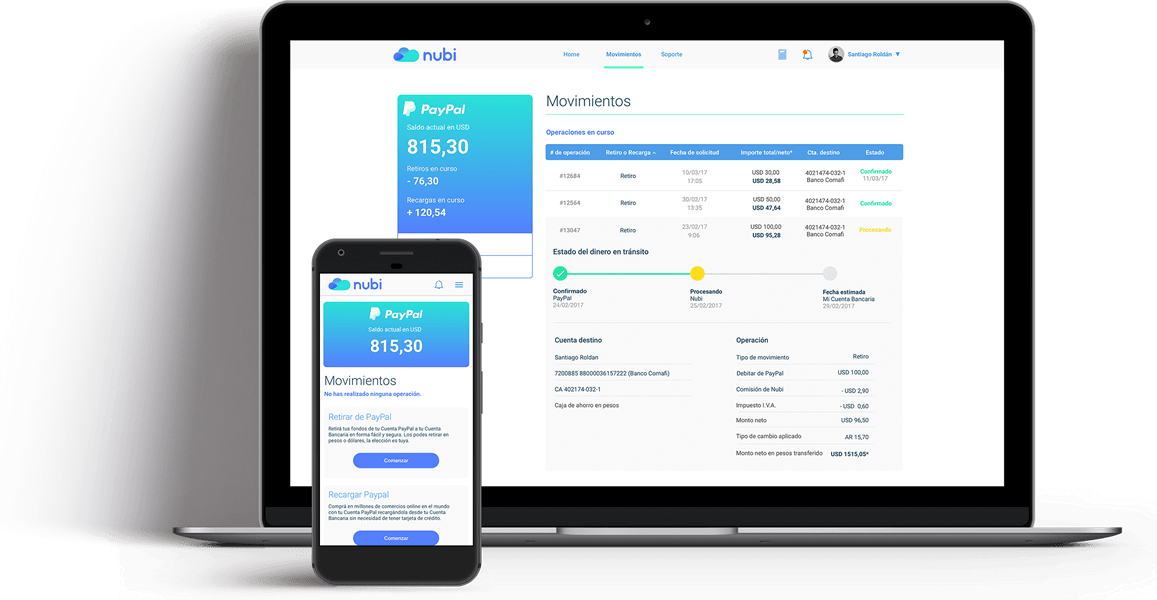 nubi
Home Movimientos Soporte
Santiago Roldán
PayPal
Saldo actual en USD
815,30
Retiros en curso
- 76,30
Recargas en curso
+ 120,54
Movimientos
Operaciones en curso
# de operación Retiro o Recarga Fecha de solicitud Importe total/neto* Cta. destino Estado
#12684 Retiro 10/03/17 17:05 USD 30,00 USD 28,58 4021474-032-1 Banco Comafi Confirmado 11/03/17
#12564 Retiro 30/02/17 13:35 USD 50,00 USD 47,64 4021474-032-1 Banco Comafi Confirmado
#13047 Retiro 23/02/17 9:06 USD 100,00 USD 95,28 4021474-032-1 Banco Comafi Procesando
Estado del dinero en tránsito
Confirmado Procesando Fecha estimada
PayPal Nubi Mi Cuenta Bancaria
24/02/2017 25/02/2017 29/02/2017
Cuenta destino
Santiago Roldan
7200885 88000036157222 (Banco Comafi)
CA 402174-032-1
Caja de ahorro en pesos
Operación
Tipo de movimiento Retiro
Debitar de PayPal USD 100,00
Comisión de Nubi - USD 2,90
Impuesto I.V.A. - USD 0,60
Monto neto USD 96,50
Tipo de cambio aplicado AR 15,70
Monto neto en pesos transferido USD 1515,05*
nubi
PayPal
Saldo actual en USD
815,30
Movimientos
No has realizado ninguna operación.
Retirar de PayPal
Retirá tus fondos de tu Cuenta PayPal a tu Cuenta
Bancaria en forma fácil y segura. Los podes retirar en
pesos o dólares, la elección es tuya.
Comenzar
Recargar Paypal
Comprá en millones de comercios online en el mundo
con tu Cuenta PayPal recargándola desde tu Cuenta
Bancaria sin necesidad de tener tarjeta de crédito.
Comenzar